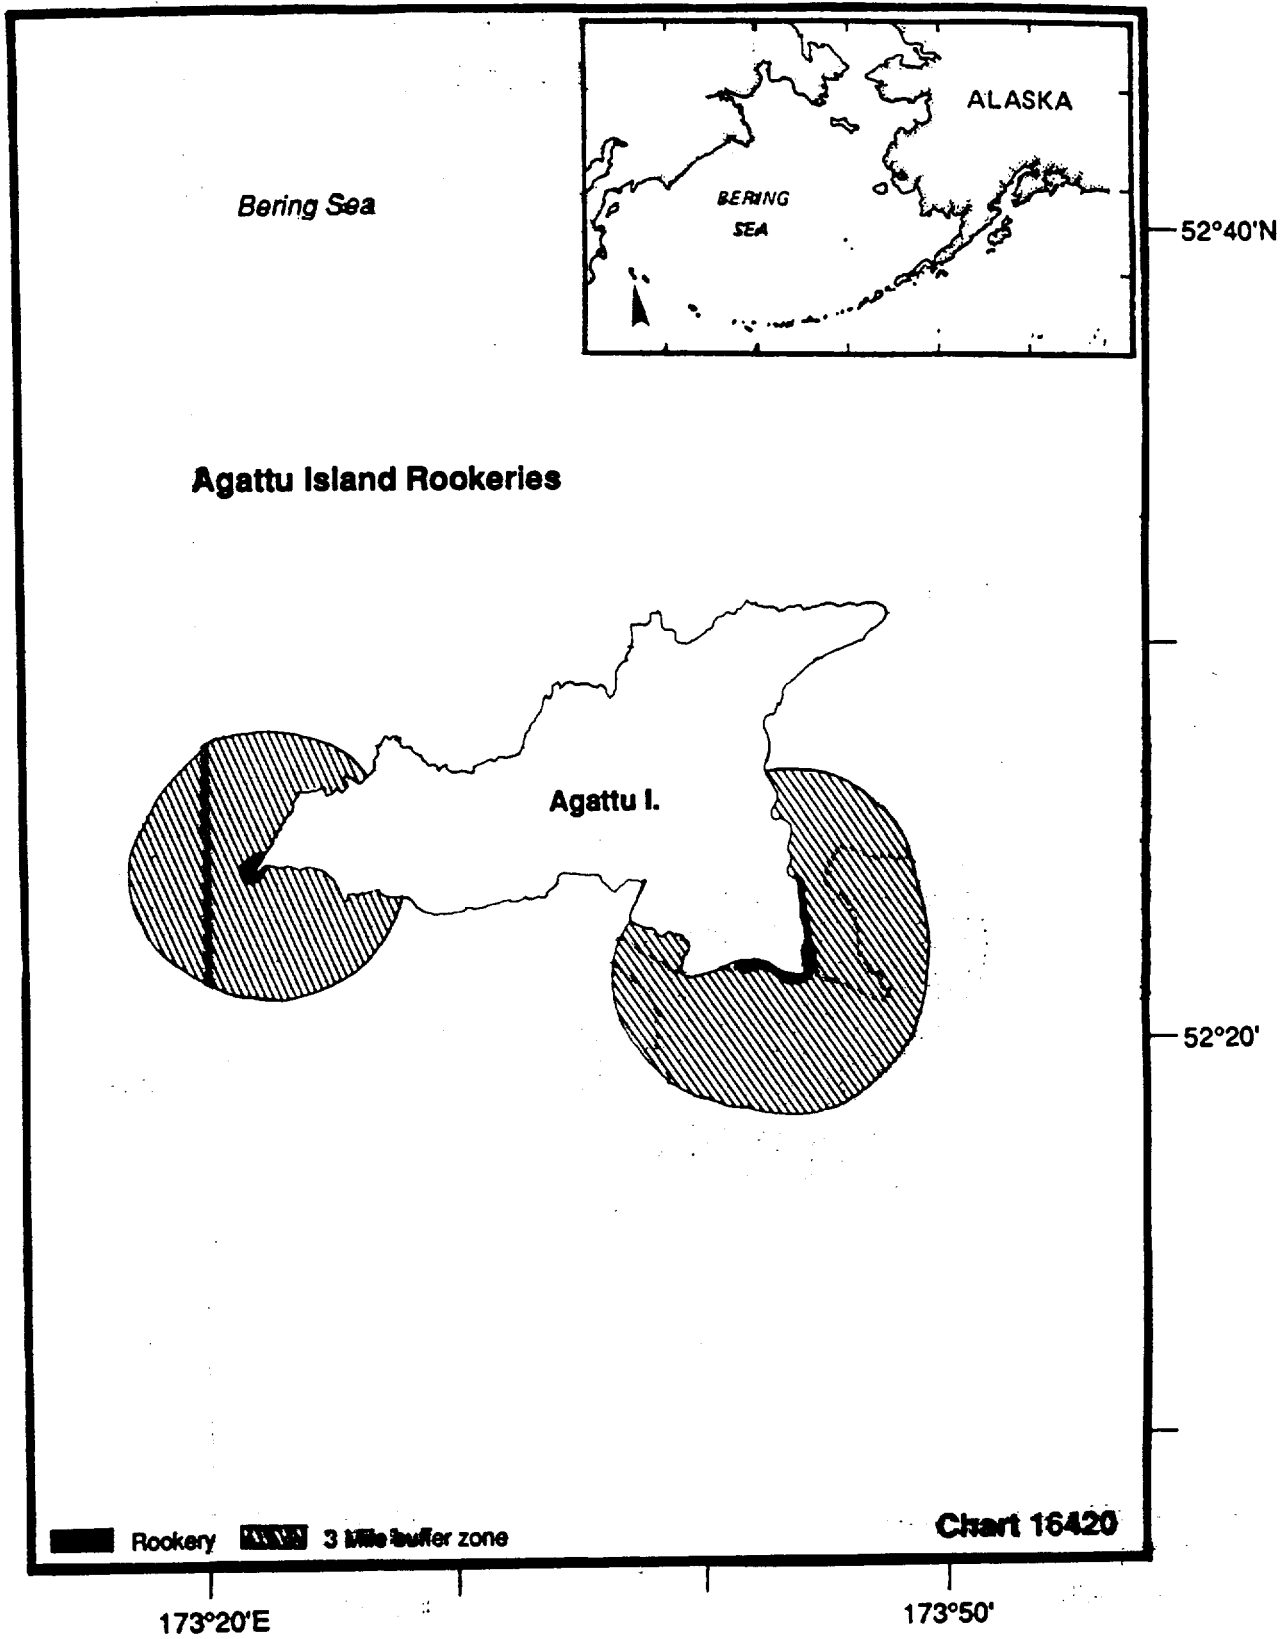 ALASKA
BERING
SEA
Bering Sea
52°40'N
Agattu Island Rookeries
Agattu I.
52°20'
Rookery
3 Mile buffer zone
Chart 16420
173°20'E
173°50'